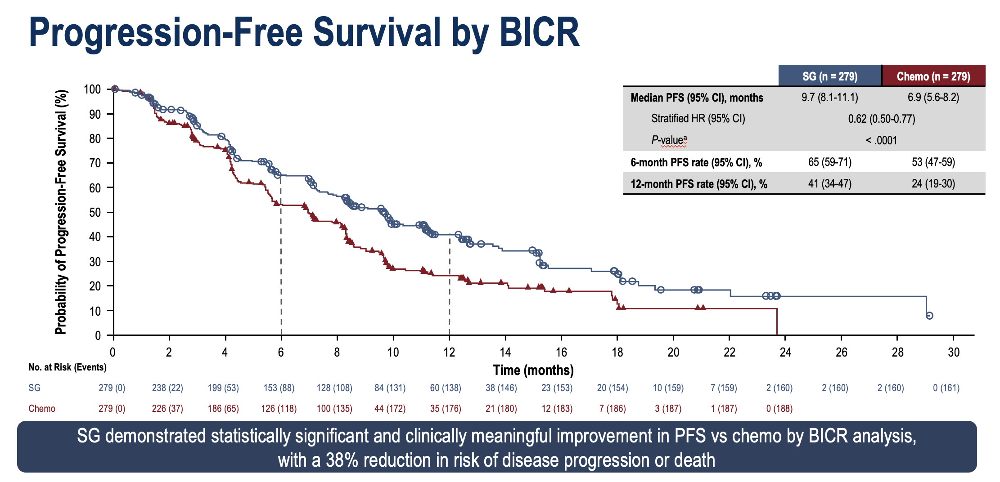 Progression-Free Survival by BICR
SG (n = 279) Chemo (n = 279)
Median PFS (95% CI), months 9.7 (8.1-11.1) 6.9 (5.6-8.2)
Stratified HR (95% CI) 0.62 (0.50-0.77)
P-valueª < .0001
6-month PFS rate (95% CI), % 65 (59-71) 53 (47-59)
12-month PFS rate (95% CI), % 41 (34-47) 24 (19-30)
Probability of Progression-Free Survival (%)
100
90
80
70
60
50
40
30
20
10
0
0 2 4 6 8 10 12 14 16 18 20 22 24 26 28 30
Time (months)
No. at Risk (Events)
SG 279 (0) 238 (22) 199 (53) 153 (88) 128 (108) 84 (131) 60 (138) 38 (146) 23 (153) 20 (154) 10 (159) 7 (159) 2 (160) 2 (160) 2 (160) 0 (161)
Chemo 279 (0) 226 (37) 186 (65) 126 (118) 100 (135) 44 (172) 35 (176) 21 (180) 12 (183) 7 (186) 3 (187) 1 (187) 0 (188)
SG demonstrated statistically significant and clinically meaningful improvement in PFS vs chemo by BICR analysis,
with a 38% reduction in risk of disease progression or death